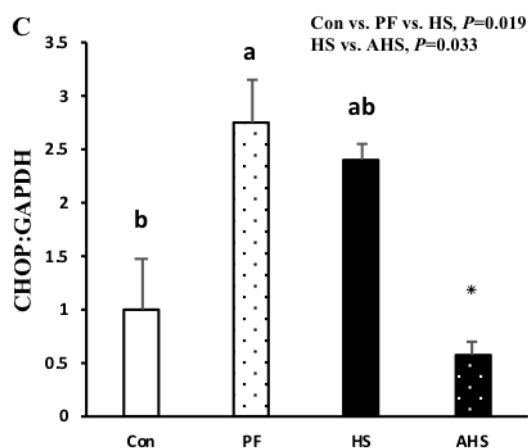 C
Con vs. PF vs. HS, P=0.019
HS vs. AHS, P=0.033
CHOP:GAPDH
3.5
3
2.5
2
1.5
1
0.5
0
b
a
ab
*
Con PF HS AHS